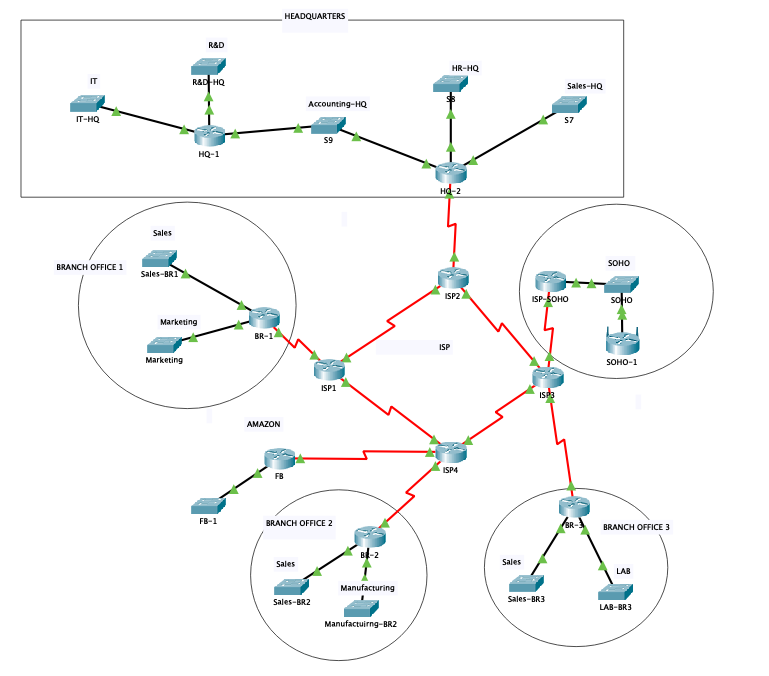 HEADQUARTERS
R&D
R&D-HQ
IT
IT-HQ
HQ-1
Accounting-HQ
S9
HR-HQ
S8
Sales-HQ
S7
HQ-2
BRANCH OFFICE 1
Sales
Sales-BR1
Marketing
Marketing
BR-1
ISP2
ISP
ISP1
ISP3
ISP4
SOHO
ISP-SOHO
SOHO
SOHO-1
AMAZON
FB
FB-1
BRANCH OFFICE 2
BR-2
Sales
Sales-BR2
Manufacturing
Manufactuirng-BR2
BR-3
BRANCH OFFICE 3
Sales
Sales-BR3
LAB
LAB-BR3